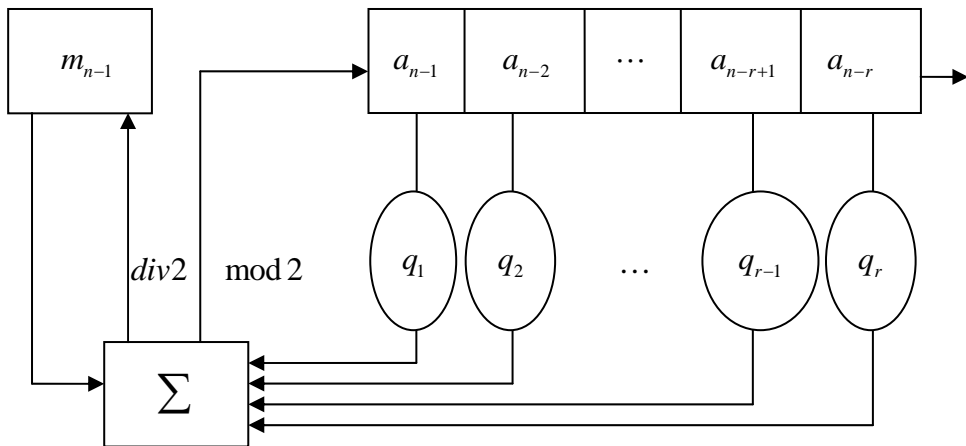 m_{n-1} a_{n-1} a_{n-2} ⋯ a_{n-r+1} a_{n-r}
div2 mod 2 q_1 q_2 ... q_{r-1} q_r
Σ